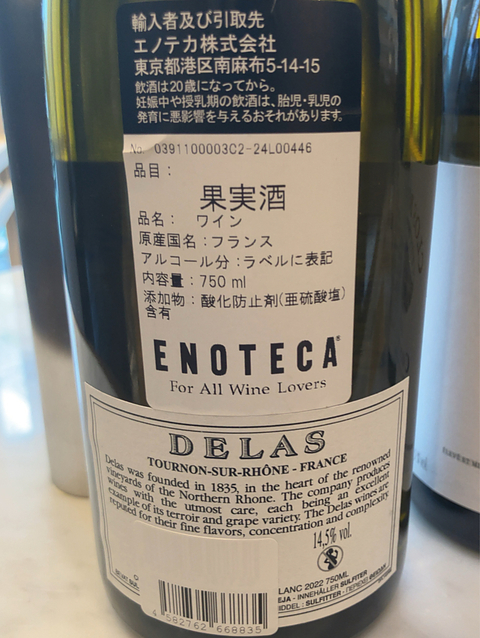 輸入者及び引取先
エノテカ株式会社
東京都港区南麻布5-14-15
飲酒は20歳になってから。
妊娠中や授乳期の飲酒は、胎児・乳児の
発育に悪影響を与えるおそれがあります。
No. 0391100003C2-24L00446
品目：
果実酒
品名： ワイン
原産国名：フランス
アルコール分：ラベルに表記
内容量：750 ml
添加物：酸化防止剤(亜硫酸塩)
含有
ENOTECA®
For All Wine Lovers
DELAS
TOURNON-SUR-RHÔNE - FRANCE
Delas was founded in 1835, in the heart of the renowned
vineyards of the Northern Rhone. The company produces
wines with the utmost care, each being an excellent
example of its terroir and grape variety. The Delas wines are
reputed for their fine flavors, concentration and complexity.
14,5% vol.
LANC 2022 750ML
EJA - INNEHÅLLER SULFITER
IDDEL : SULFITTER -
4 582762 668835